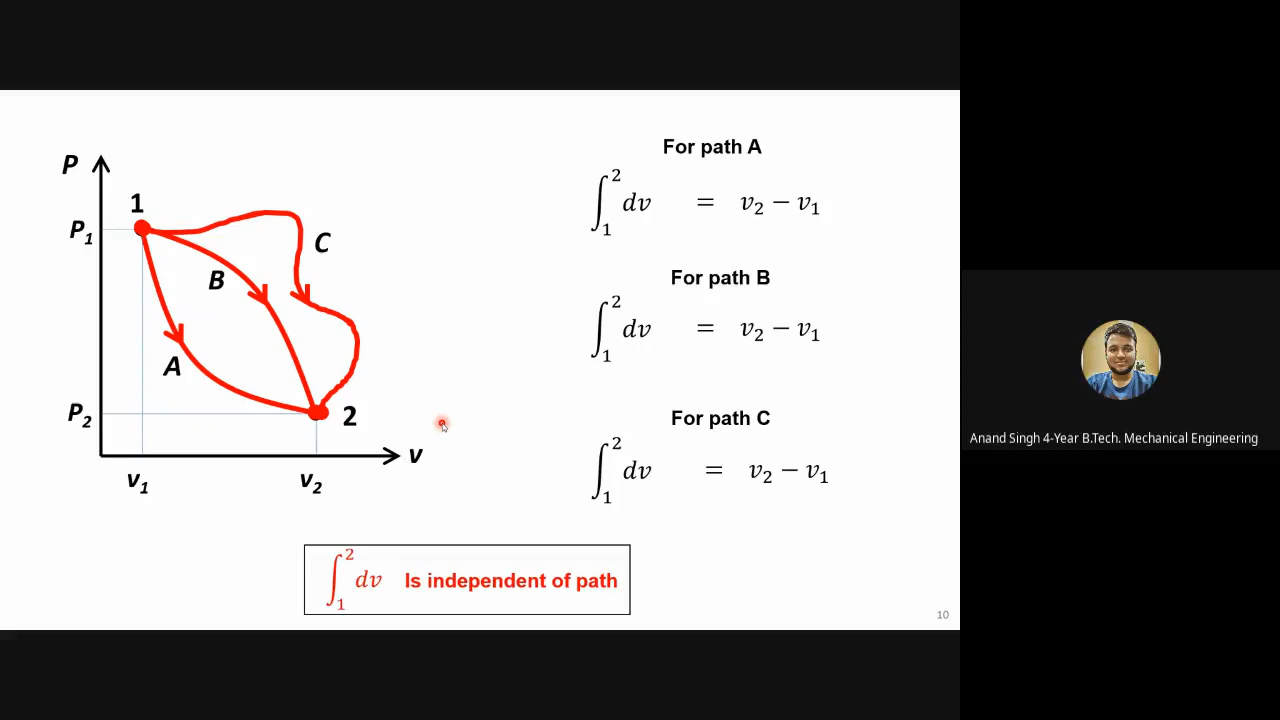 P
1
P1
C
B
A
P2
2
v
v1
v2
For path A
∫₁² dv = v₂ − v₁
For path B
∫₁² dv = v₂ − v₁
For path C
∫₁² dv = v₂ − v₁
∫₁² dv Is independent of path
10
Anand Singh 4-Year B.Tech. Mechanical Engineering